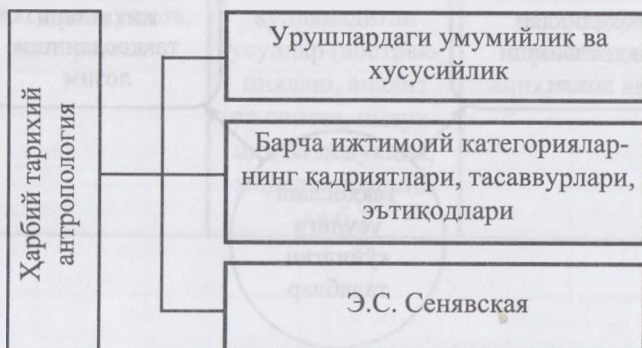 Ҳарбий тарихий
антропология
Урушлардаги умумийлик ва
хусусийлик
Барча ижтимоий категориялар-
нинг қадриятлари, тасаввурлари,
эътиқодлари
Э.С. Сенявская